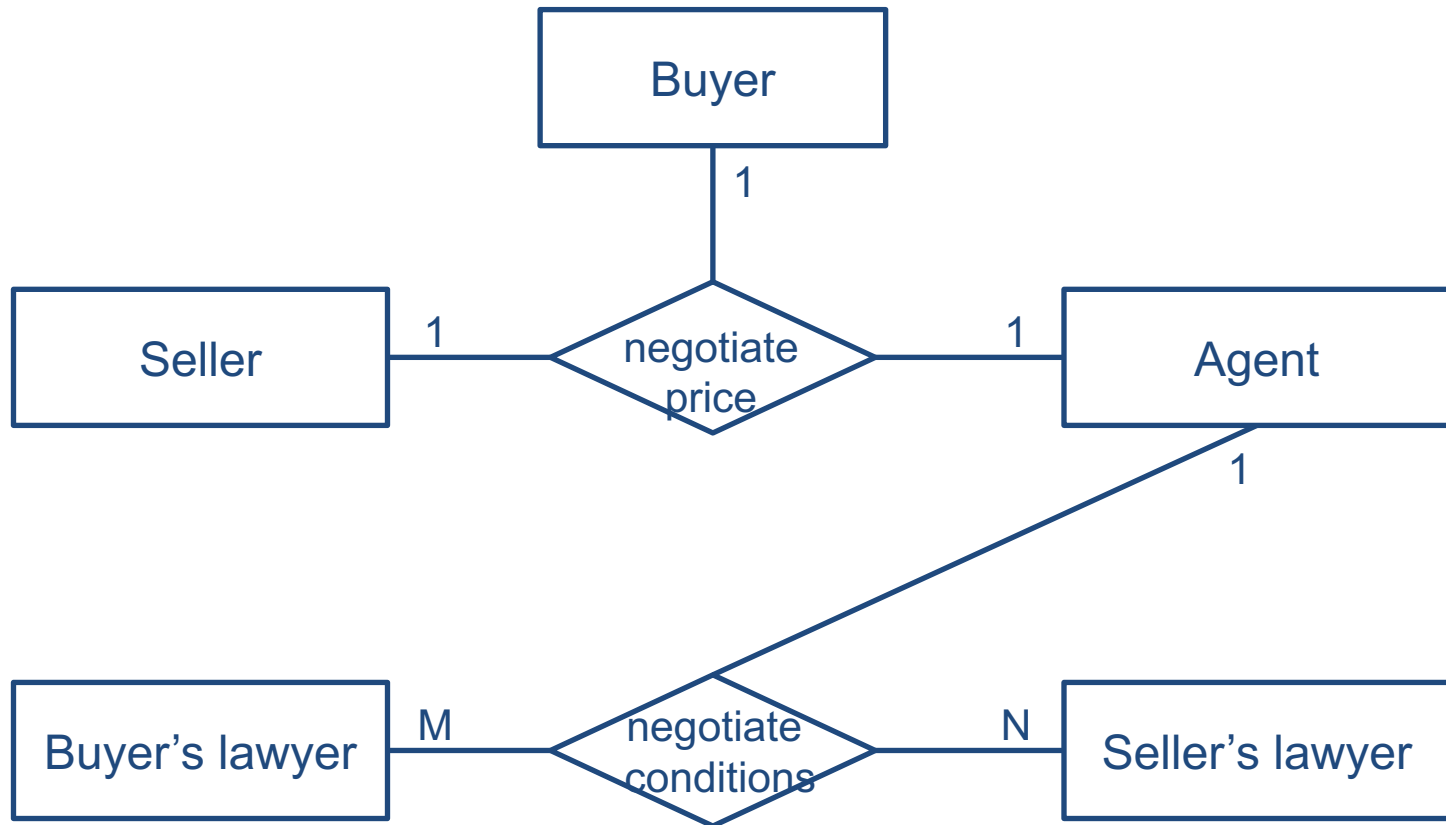 Buyer
1
Seller
1
negotiate
price
1
Agent
1
Buyer’s lawyer
M
negotiate
conditions
N
Seller’s lawyer